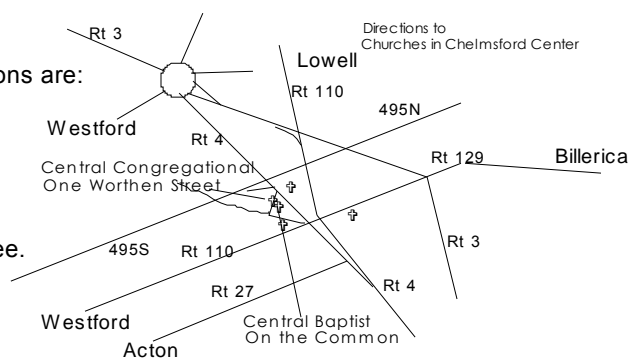 Directions to
Churches in Chelmsford Center
Rt 3
Lowell
ons are:
Rt 110
495N
Westford
Rt 4
Rt 129
Billerica
Central Congregational
One Worthen Street
ee.
495S
Rt 110
Rt 3
Rt 27
Rt 4
Westford
Central Baptist
On the Common
Acton